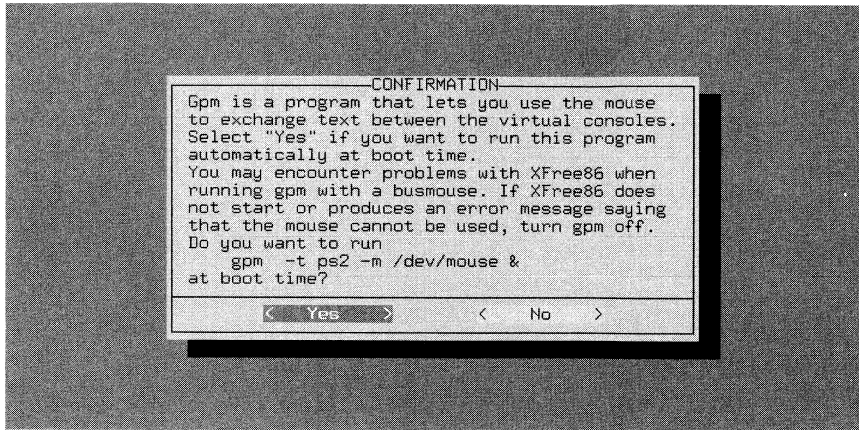 CONFIRMATION
Gpm is a program that lets you use the mouse
to exchange text between the virtual consoles.
Select "Yes" if you want to run this program
automatically at boot time.
You may encounter problems with XFree86 when
running gpm with a busmouse. If XFree86 does
not start or produces an error message saying
that the mouse cannot be used, turn gpm off.
Do you want to run
gpm -t ps2 -m /dev/mouse &
at boot time?
< Yes > < No >